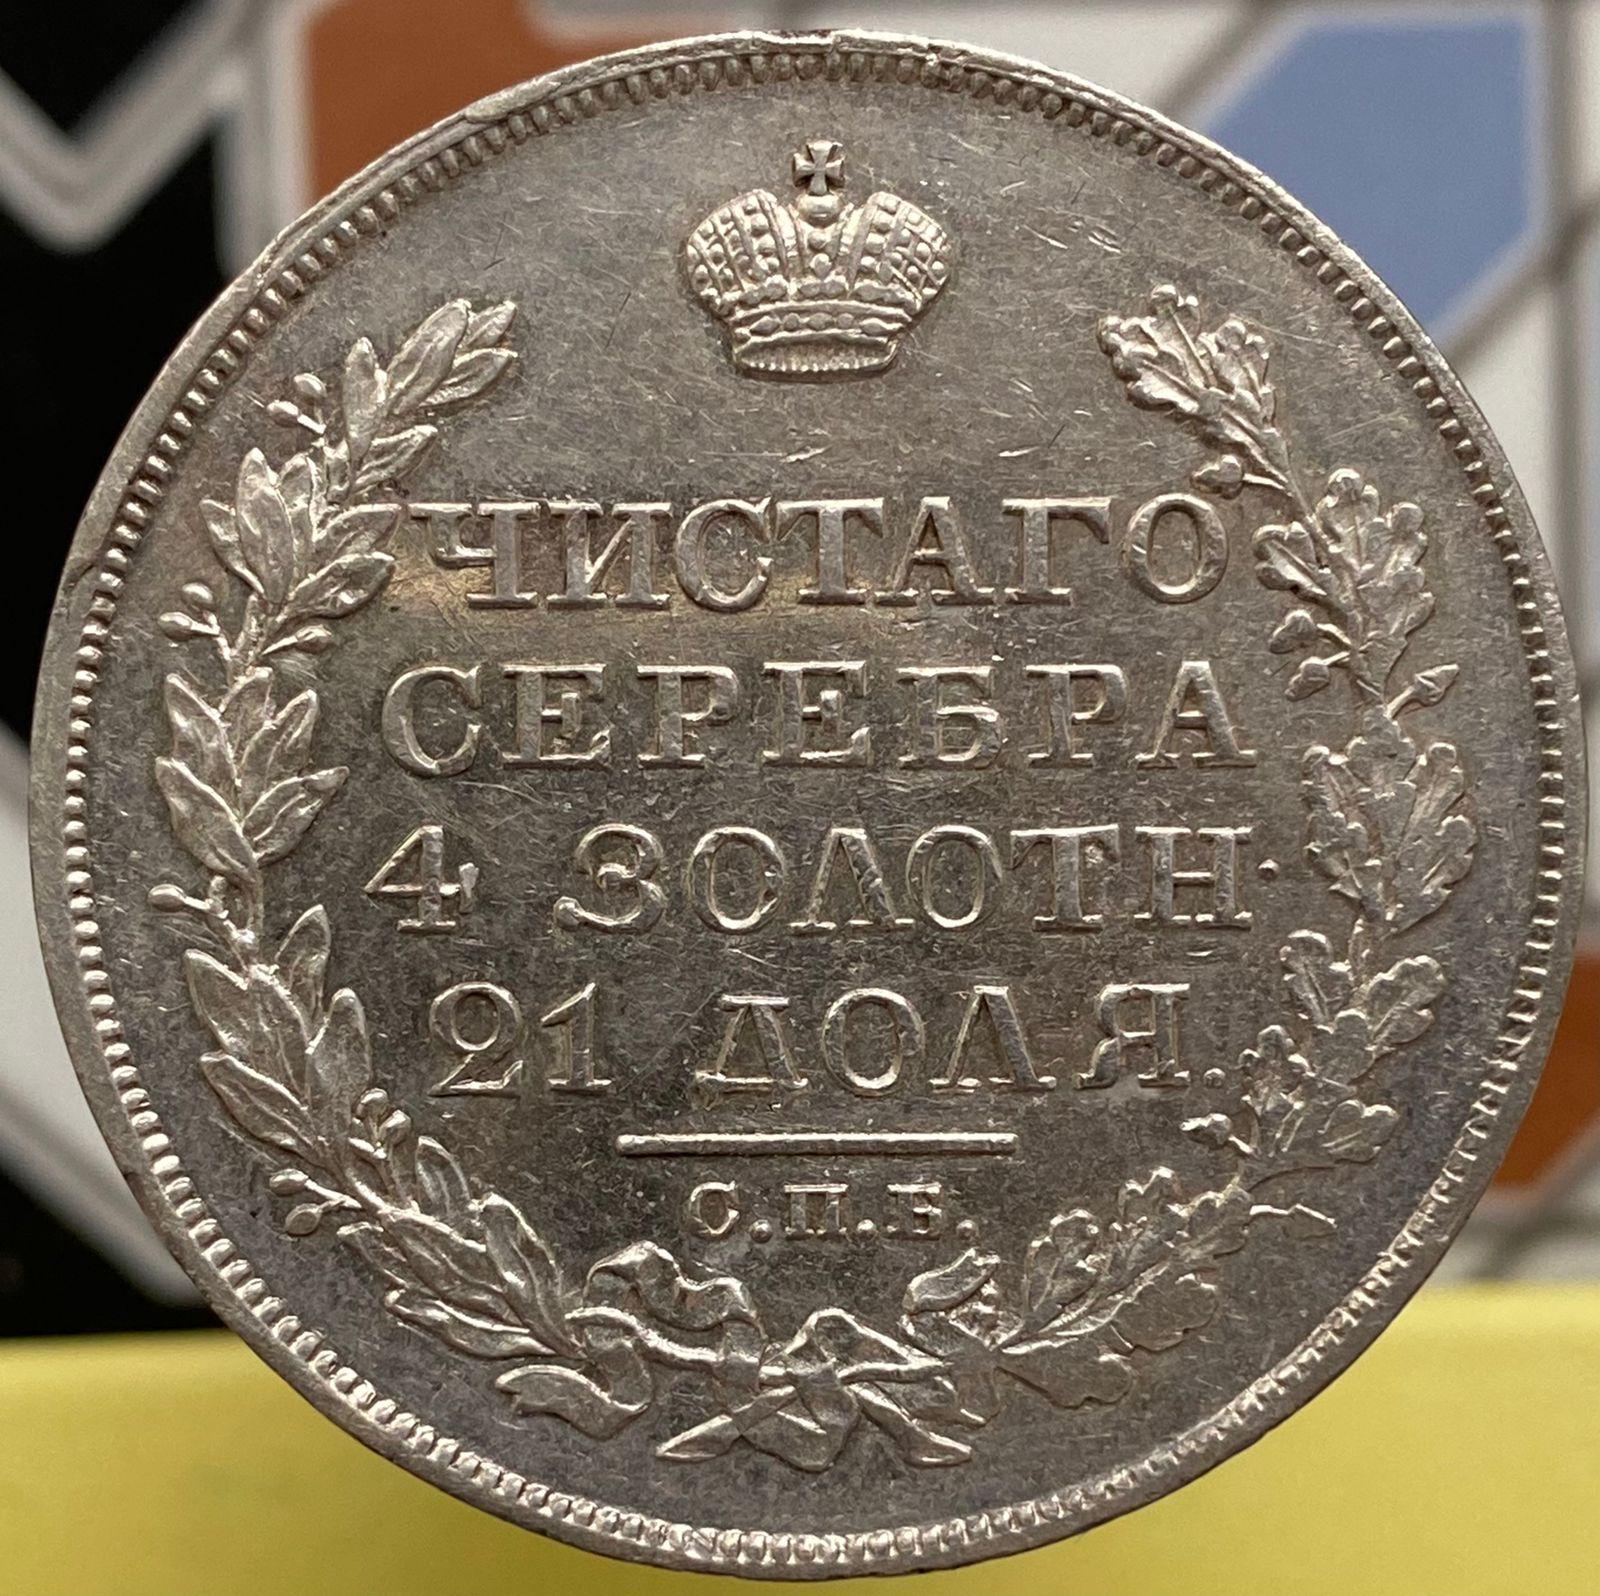 ЧИСТАГО
СЕРЕБРА
4 ЗОЛОТН·
21 ДОЛЯ.
С.П.Б.